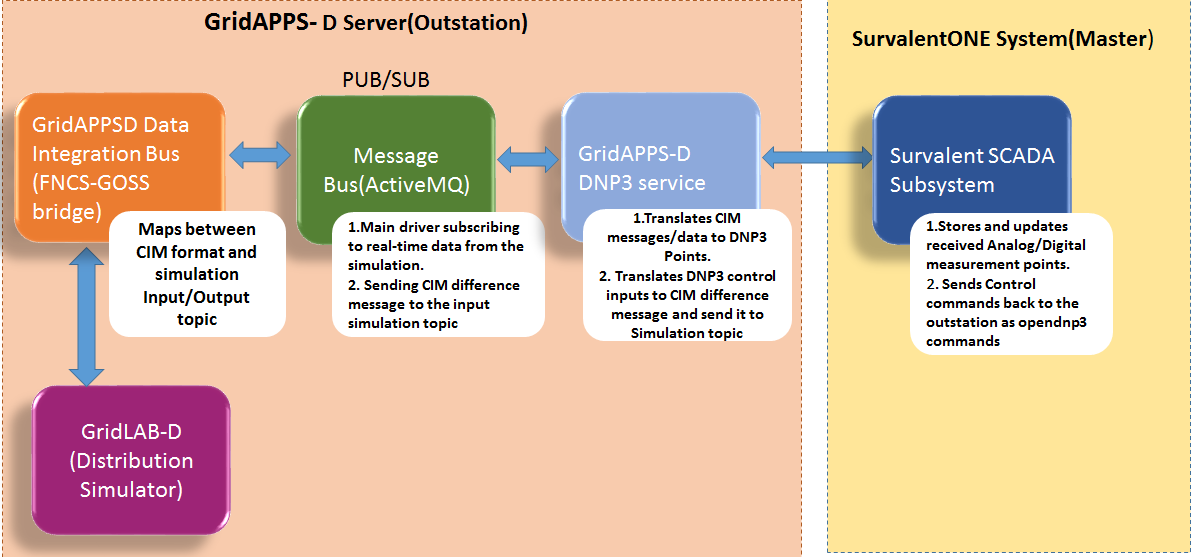 GridAPPS- D Server(Outstation)
SurvalentONE System(Master)
PUB/SUB
GridAPPSD Data
Integration Bus
(FNCS-GOSS
bridge)
Maps between
CIM format and
simulation
Input/Output
topic
Message
Bus(ActiveMQ)
1.Main driver subscribing
to real-time data from the
simulation.
2. Sending CIM difference
message to the input
simulation topic
GridAPPS-D
DNP3 service
1.Translates CIM
messages/data to DNP3
Points.
2. Translates DNP3 control
inputs to CIM difference
message and send it to
Simulation topic
Survalent SCADA
Subsystem
1.Stores and updates
received Analog/Digital
measurement points.
2. Sends Control
commands back to the
outstation as opendnp3
commands
GridLAB-D
(Distribution
Simulator)